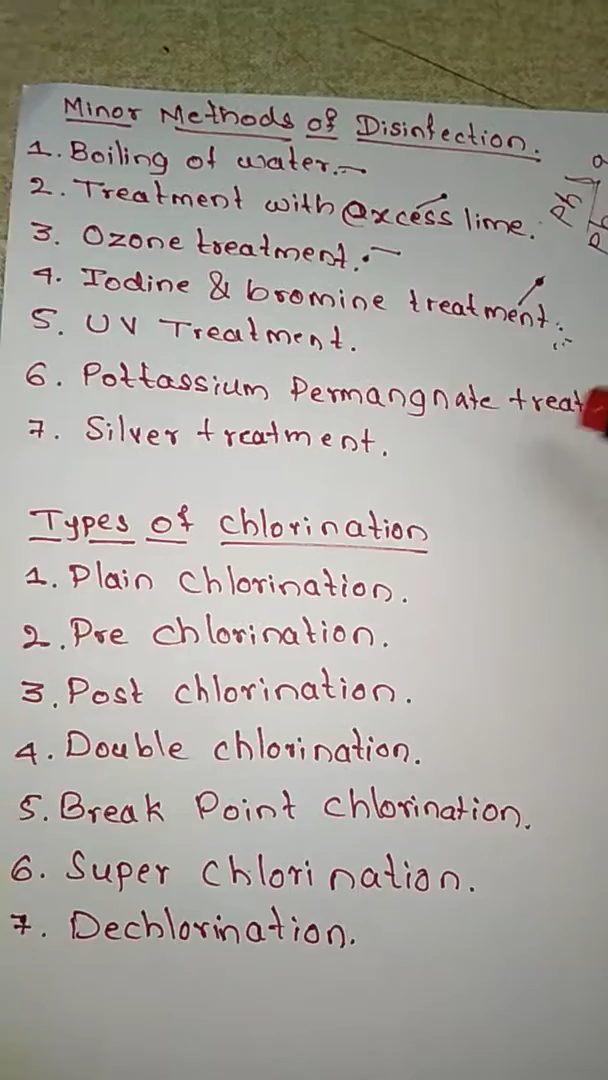 Minor Methods of Disinfection.
1. Boiling of water.
2. Treatment with excess lime.
3. Ozone treatment.
4. Iodine & bromine treatment.
5. UV Treatment.
6. Pottassium Permangnate treat
7. Silver treatment.
Types of chlorination
1. Plain chlorination.
2. Pre chlorination.
3. Post chlorination.
4. Double chlorination.
5. Break Point chlorination.
6. Super chlorination.
7. Dechlorination.